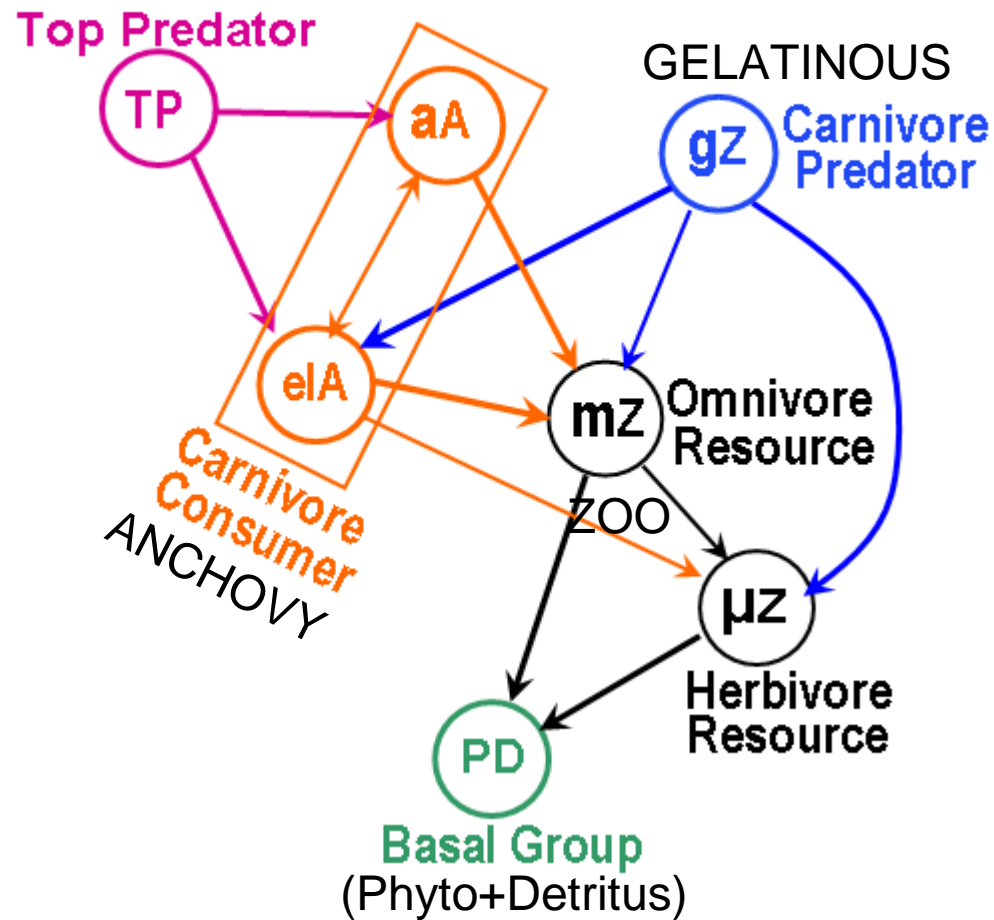 Top Predator
TP
aA
GELATINOUS
gZ
Carnivore
Predator
elA
mZ
Omnivore
Resource
Carnivore
Consumer
ANCHOVY
ZOO
µZ
Herbivore
Resource
PD
Basal Group
(Phyto+Detritus)